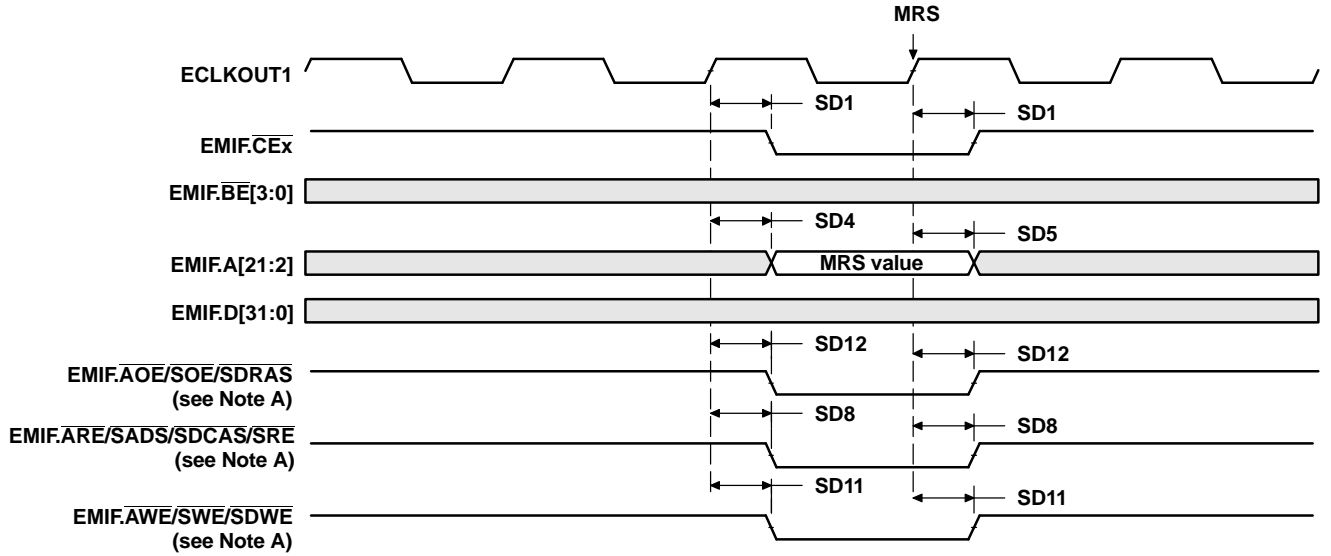 MRS
ECLKOUT1
SD1
SD1
EMIF.CEx
EMIF.BE[3:0]
SD4
SD5
EMIF.A[21:2]
MRS value
EMIF.D[31:0]
SD12
SD12
EMIF.AOE/SOE/SDRAS
(see Note A)
SD8
SD8
EMIF.ARE/SADS/SDCAS/SRE
(see Note A)
SD11
SD11
EMIF.AWE/SWE/SDWE
(see Note A)